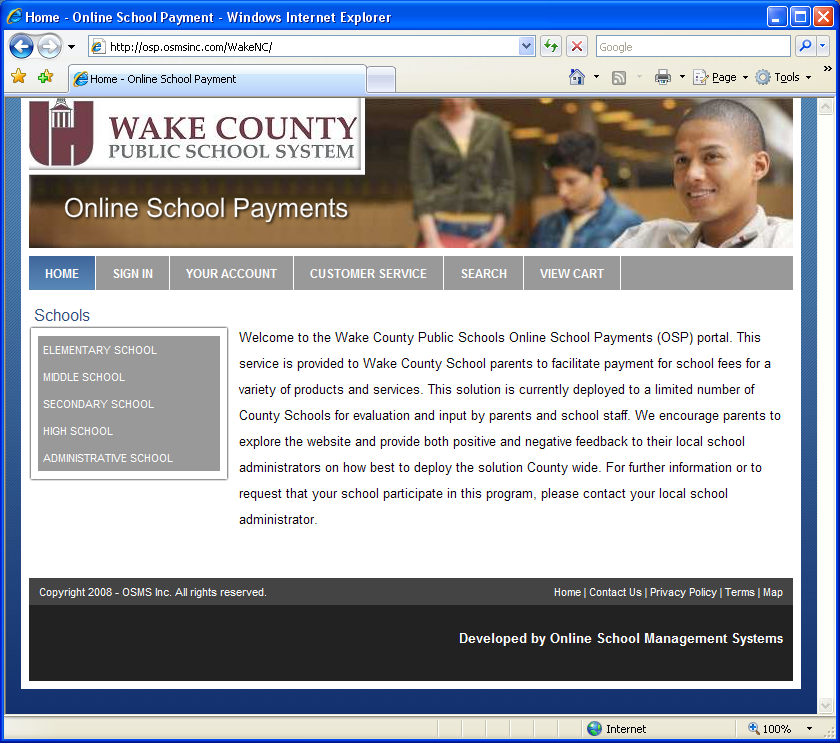 Home - Online School Payment - Windows Internet Explorer
http://osp.osmsinc.com/WakeNC/
Google
Home - Online School Payment
Page
Tools
WAKE COUNTY
PUBLIC SCHOOL SYSTEM
Online School Payments
HOME SIGN IN YOUR ACCOUNT CUSTOMER SERVICE SEARCH VIEW CART
Schools
ELEMENTARY SCHOOL
MIDDLE SCHOOL
SECONDARY SCHOOL
HIGH SCHOOL
ADMINISTRATIVE SCHOOL
Welcome to the Wake County Public Schools Online School Payments (OSP) portal. This
service is provided to Wake County School parents to facilitate payment for school fees for a
variety of products and services. This solution is currently deployed to a limited number of
County Schools for evaluation and input by parents and school staff. We encourage parents to
explore the website and provide both positive and negative feedback to their local school
administrators on how best to deploy the solution County wide. For further information or to
request that your school participate in this program, please contact your local school
administrator.
Copyright 2008 - OSMS Inc. All rights reserved.
Home | Contact Us | Privacy Policy | Terms | Map
Developed by Online School Management Systems
Internet
100%